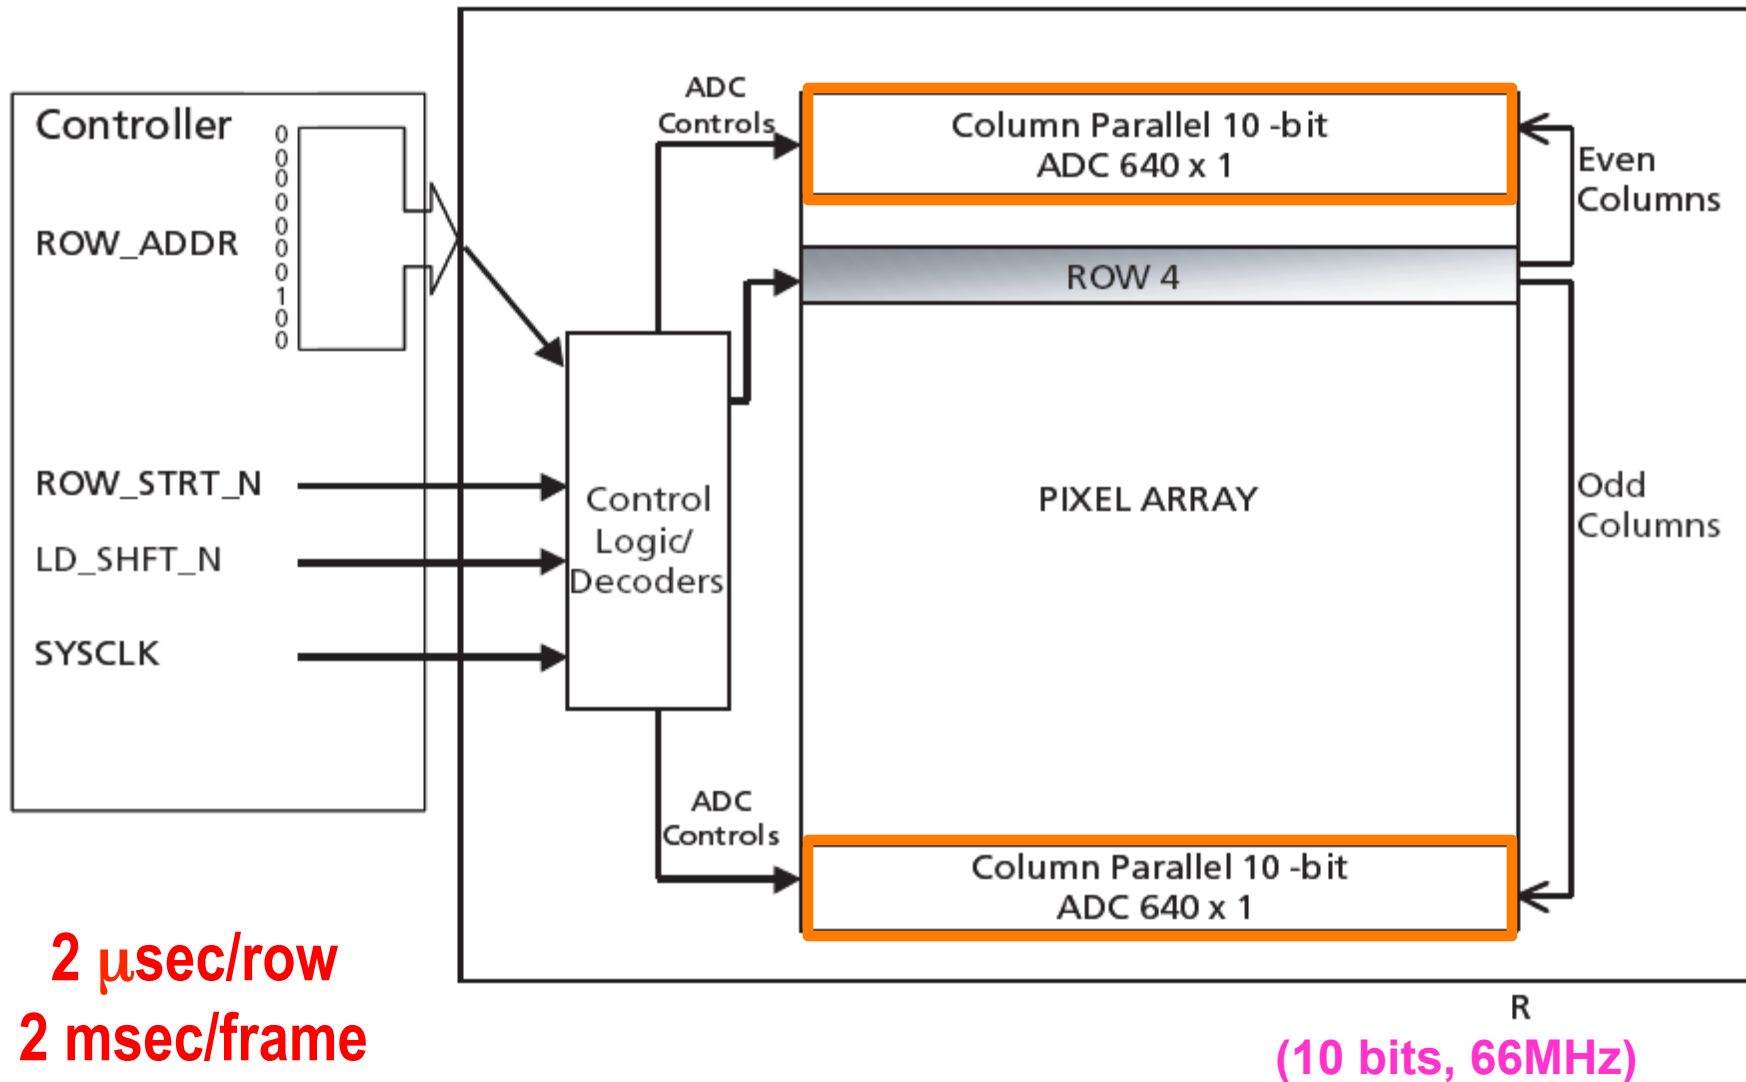 Controller
ROW_ADDR
0
0
0
0
0
0
0
1
0
0
ROW_STRT_N
LD_SHFT_N
SYSCLK
ADC
Controls
Control
Logic/
Decoders
ADC
Controls
Column Parallel 10 -bit
ADC 640 x 1
ROW 4
PIXEL ARRAY
Column Parallel 10 -bit
ADC 640 x 1
Even
Columns
Odd
Columns
2 μsec/row
2 msec/frame
R
(10 bits, 66MHz)